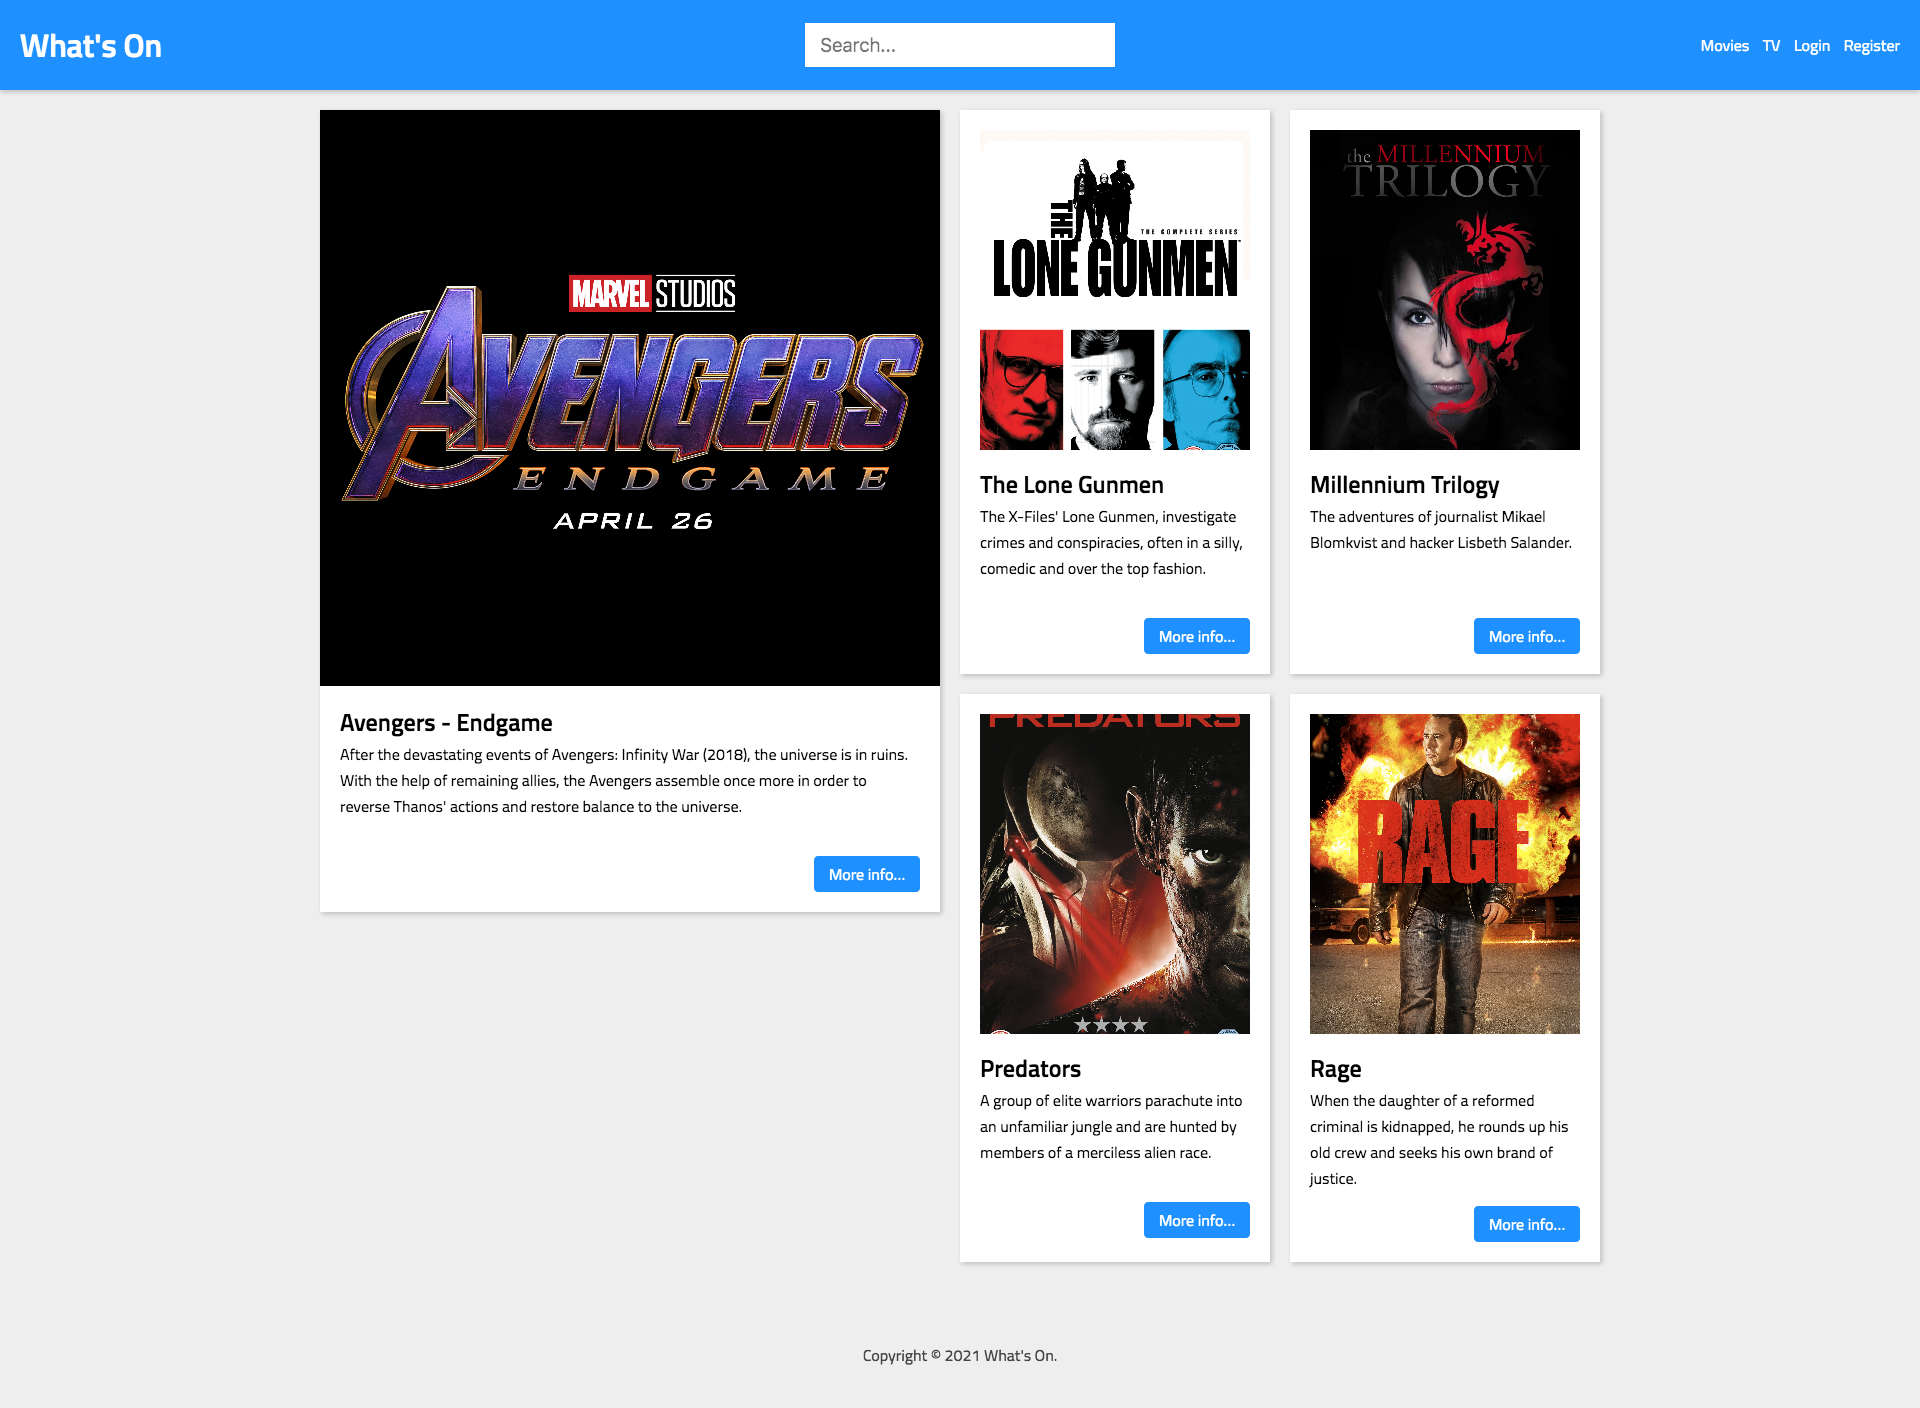 What's On
Search...
Movies TV Login Register
MARVEL STUDIOS
AVENGERS
ENDGAME
APRIL 26
Avengers - Endgame
After the devastating events of Avengers: Infinity War (2018), the universe is in ruins.
With the help of remaining allies, the Avengers assemble once more in order to
reverse Thanos' actions and restore balance to the universe.
More info...
THE COMPLETE SERIES
THE
LONE GUNMEN
The Lone Gunmen
The X-Files' Lone Gunmen, investigate
crimes and conspiracies, often in a silly,
comedic and over the top fashion.
More info...
the MILLENNIUM
TRILOGY
Millennium Trilogy
The adventures of journalist Mikael
Blomkvist and hacker Lisbeth Salander.
More info...
PREDATORS
Predators
A group of elite warriors parachute into
an unfamiliar jungle and are hunted by
members of a merciless alien race.
More info...
RAGE
Rage
When the daughter of a reformed
criminal is kidnapped, he rounds up his
old crew and seeks his own brand of
justice.
More info...
Copyright © 2021 What's On.